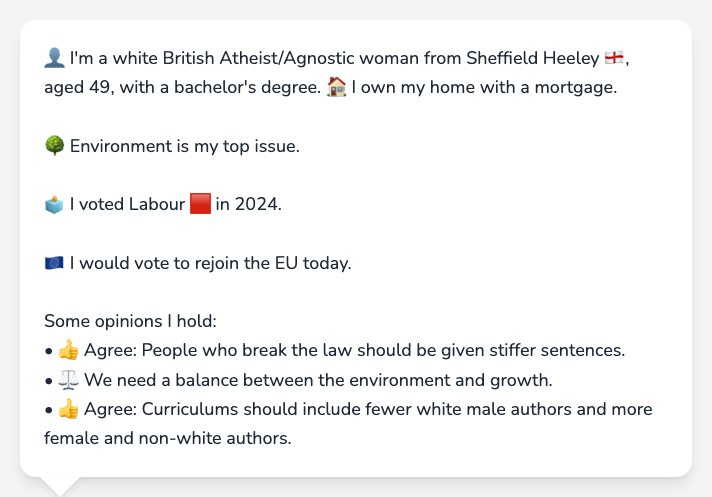 👤 I'm a white British Atheist/Agnostic woman from Sheffield Heeley 🏴󠁧󠁢󠁥󠁮󠁧󠁿,
aged 49, with a bachelor's degree. 🏠 I own my home with a mortgage.
🌳 Environment is my top issue.
🗳️ I voted Labour 🟥 in 2024.
🇪🇺 I would vote to rejoin the EU today.
Some opinions I hold:
• 👍 Agree: People who break the law should be given stiffer sentences.
• ⚖️ We need a balance between the environment and growth.
• 👍 Agree: Curriculums should include fewer white male authors and more
female and non-white authors.